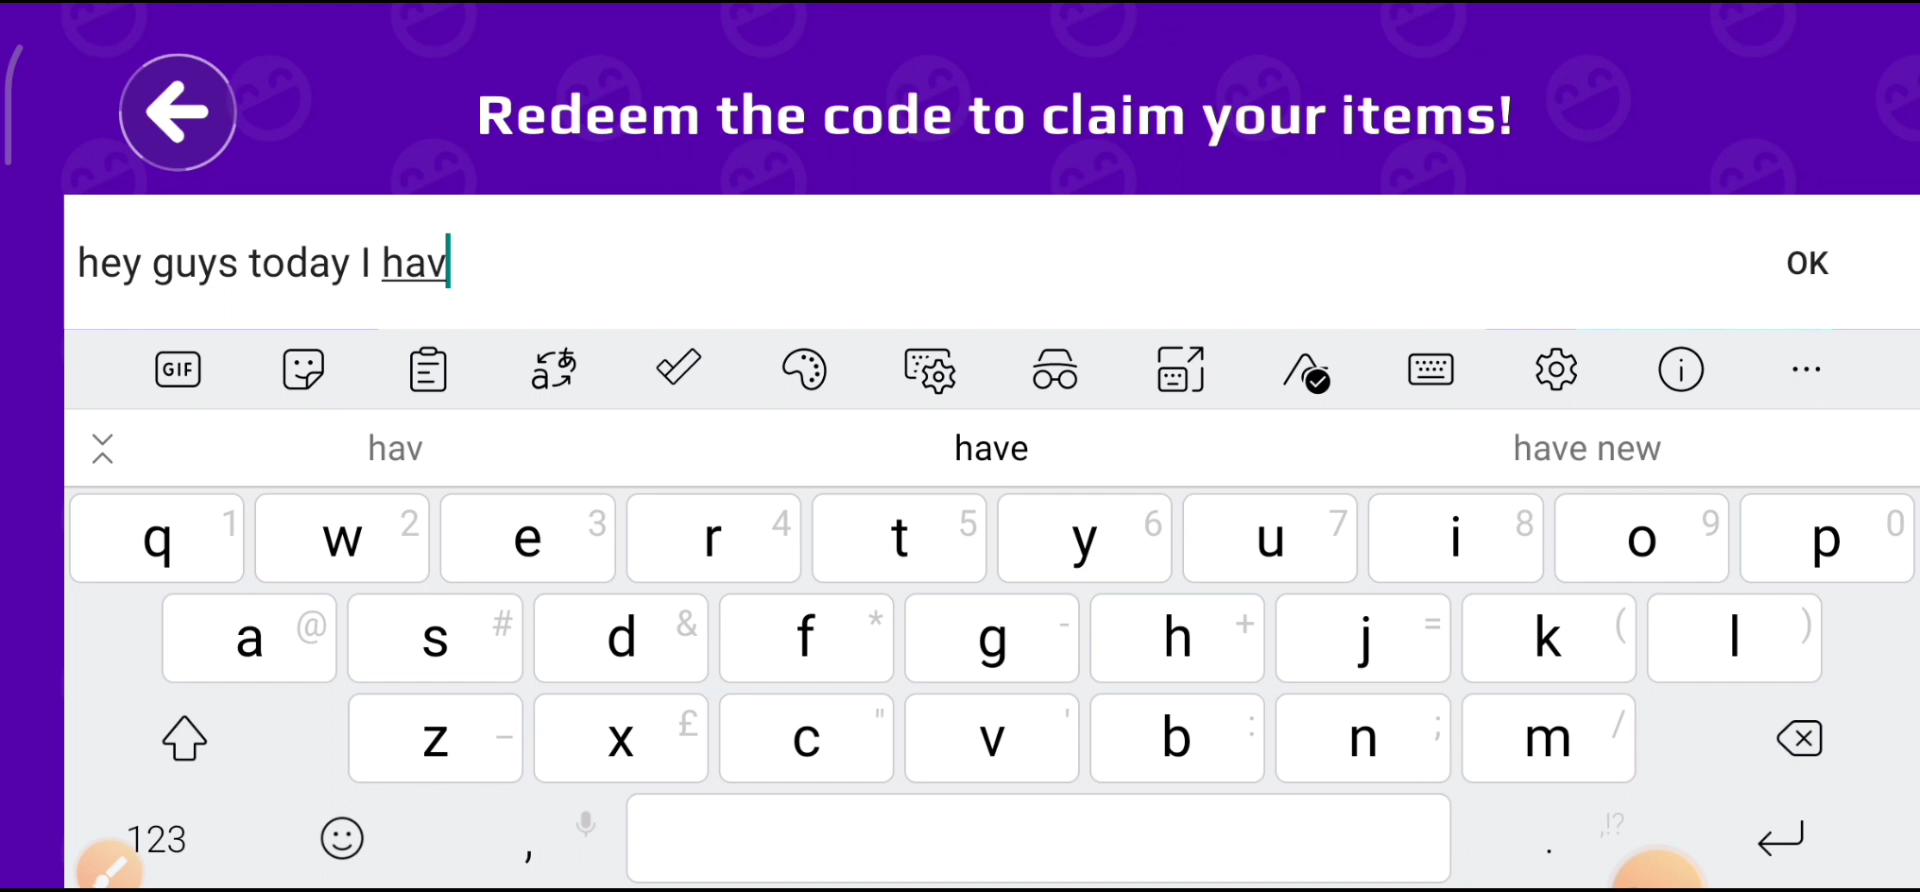 Redeem the code to claim your items!
hey guys today I hav
OK
GIF
hav have have new
q 1 w 2 e 3 r 4 t 5 y 6 u 7 i 8 o 9 p 0
a @ s # d & f * g - h + j = k ( l )
z _ x £ c " v ' b : n ; m /
123 , . ,!?